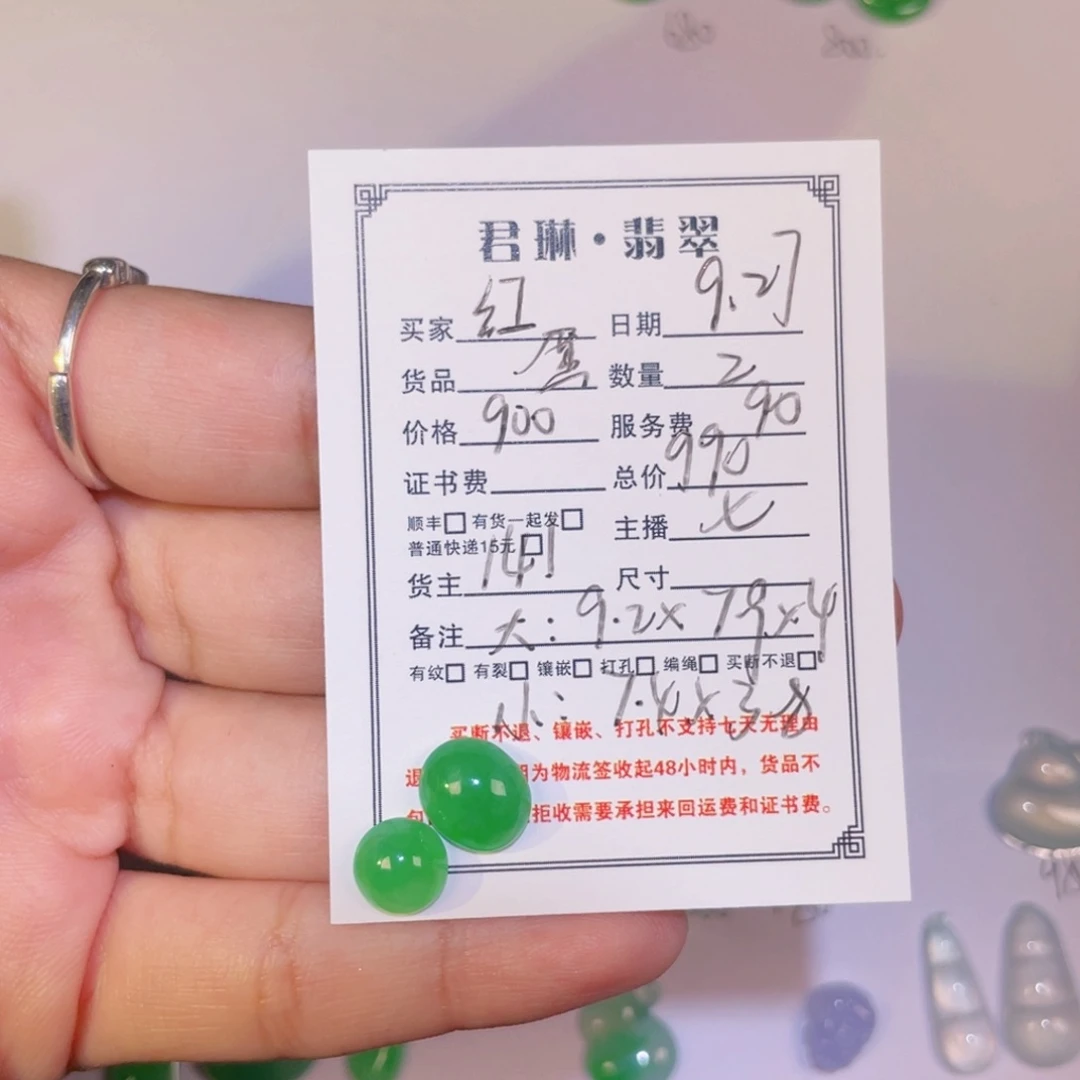 君琳·翡翠
买家 红 日期 9.27
货品 数量 2
价格 900 服务费 90
证书费 总价 990
顺丰 有货一起发 主播
普通快递15元
货主 141 尺寸
备注 大:9.2x 7.9x4
有纹 有裂 镶嵌 打孔 编绳 买断不退
小:7.4x3.8
买断不退、镶嵌、打孔不支持七天无理由
退 期为物流签收起48小时内,货品不
拒收需要承担来回运费和证书费。